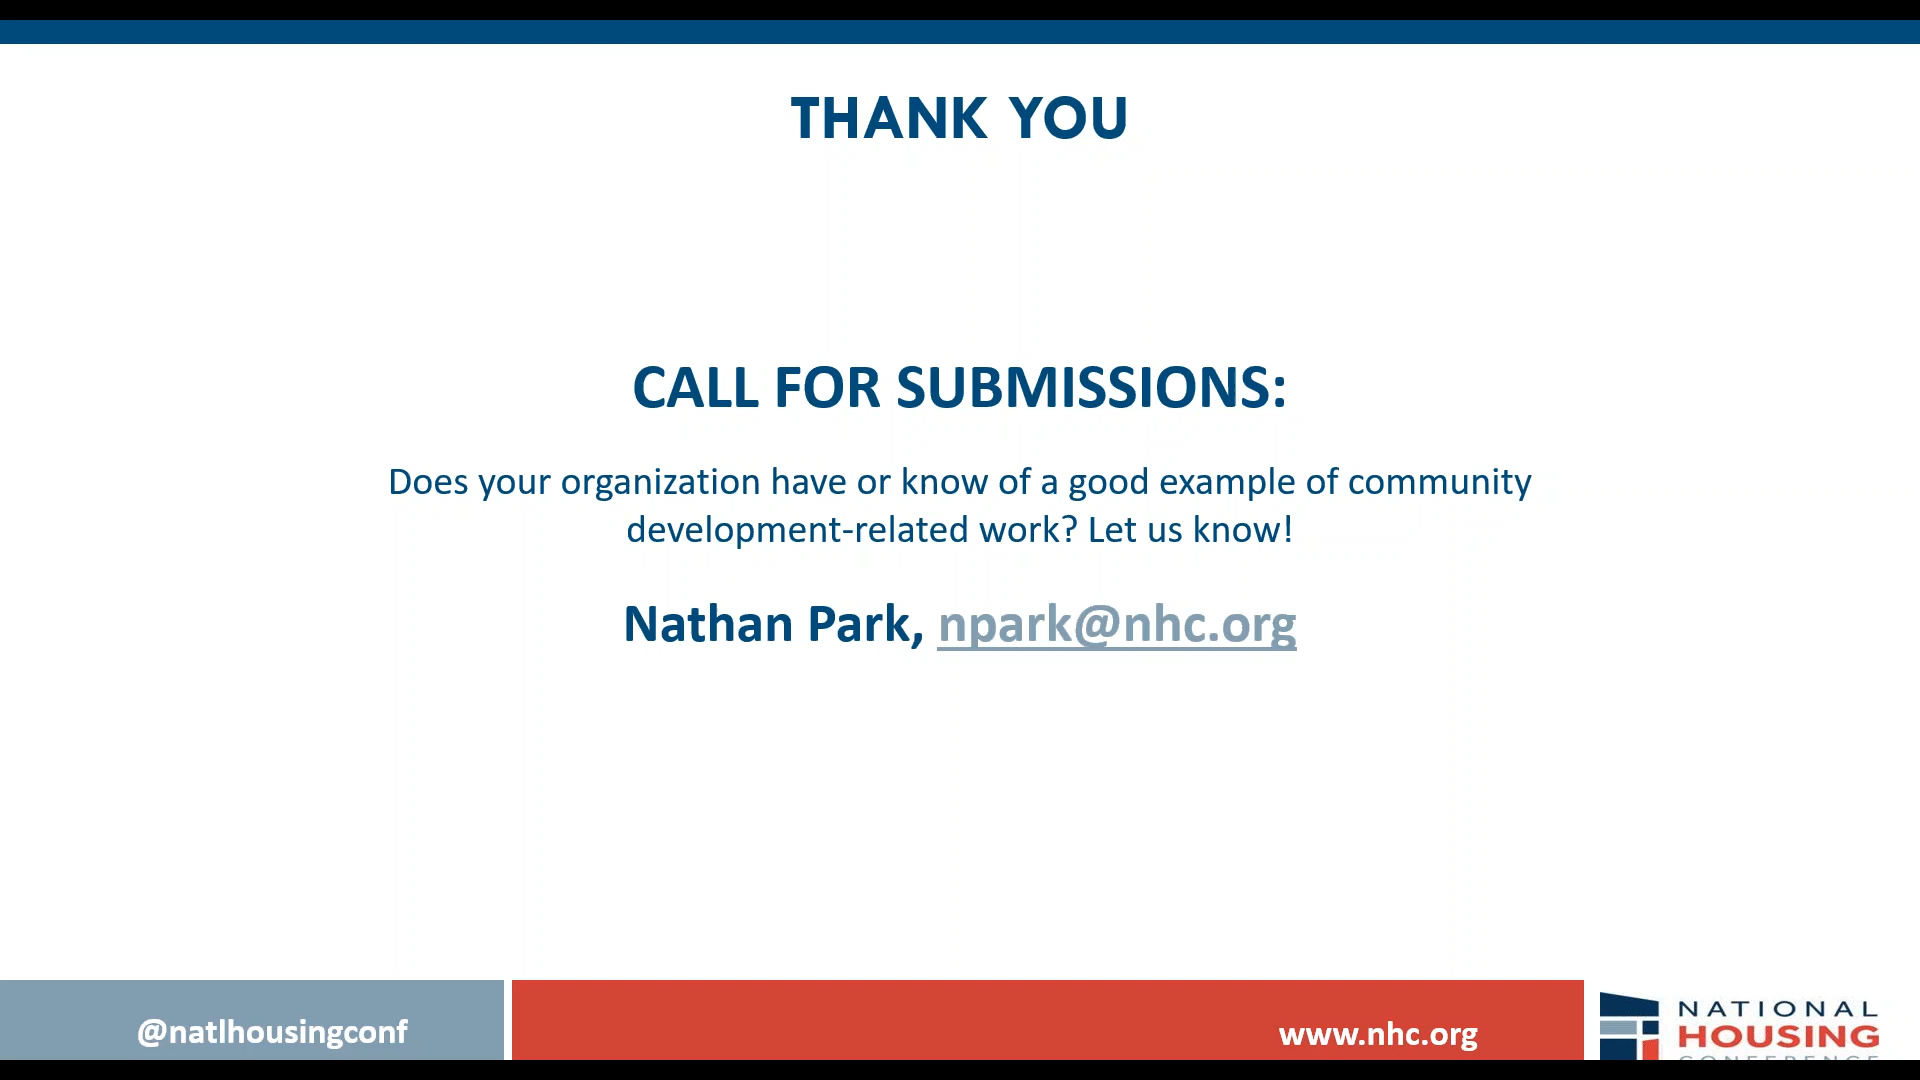 THANK YOU
CALL FOR SUBMISSIONS:
Does your organization have or know of a good example of community
development-related work? Let us know!
Nathan Park, npark@nhc.org
@natlhousingconf
www.nhc.org
NATIONAL
HOUSING
CONFERENCE